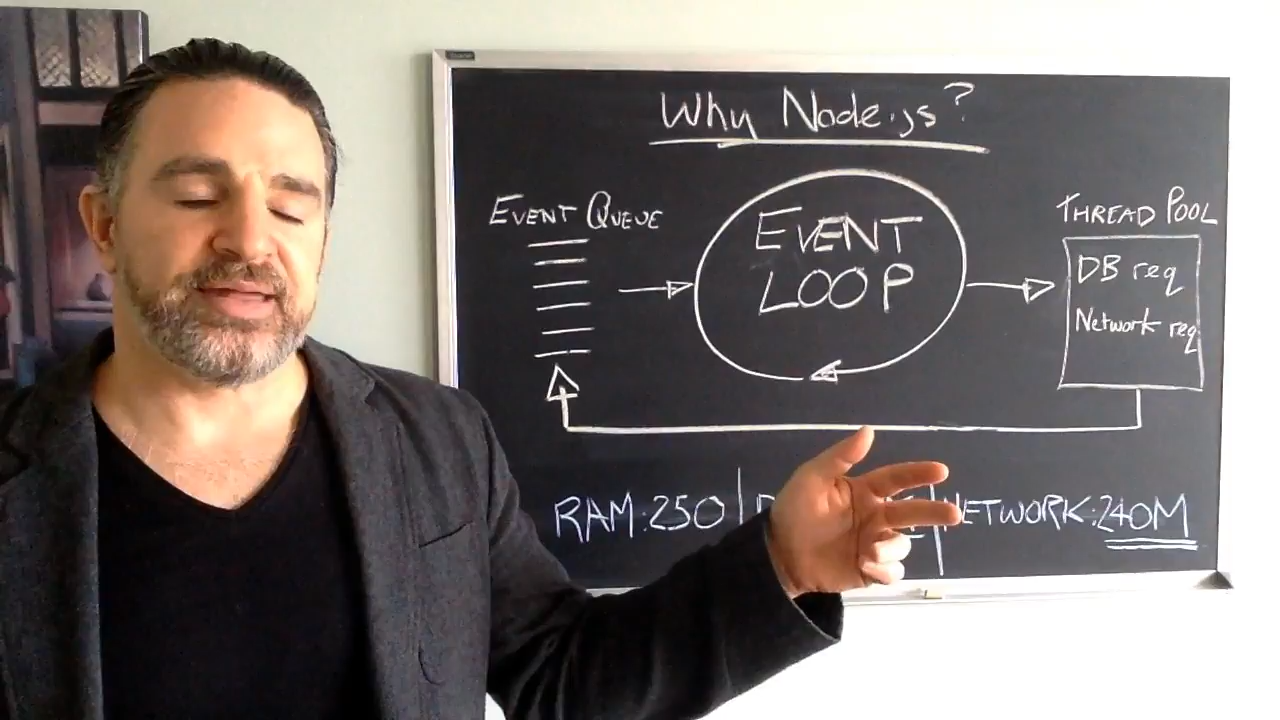 Why Node.js?
EVENT QUEUE
EVENT
LOOP
THREAD POOL
DB req
Network req
RAM:250 | | NETWORK:240M